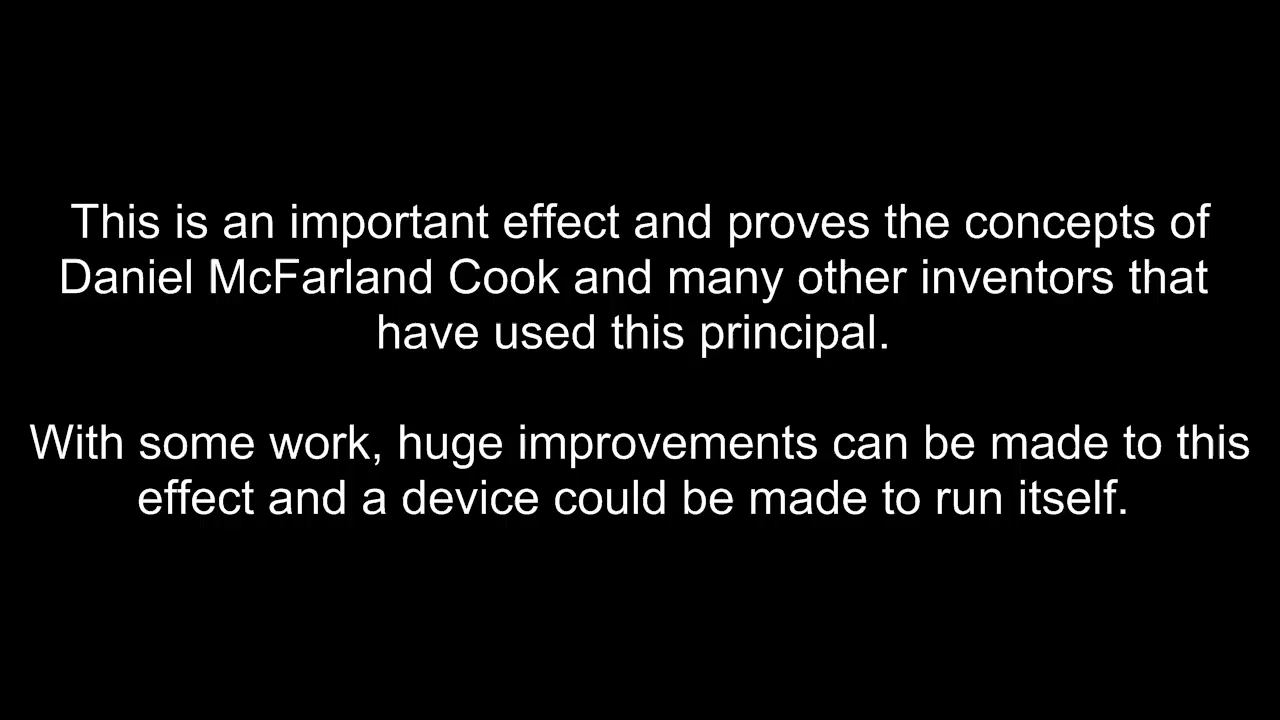 This is an important effect and proves the concepts of
Daniel McFarland Cook and many other inventors that
have used this principal.
With some work, huge improvements can be made to this
effect and a device could be made to run itself.